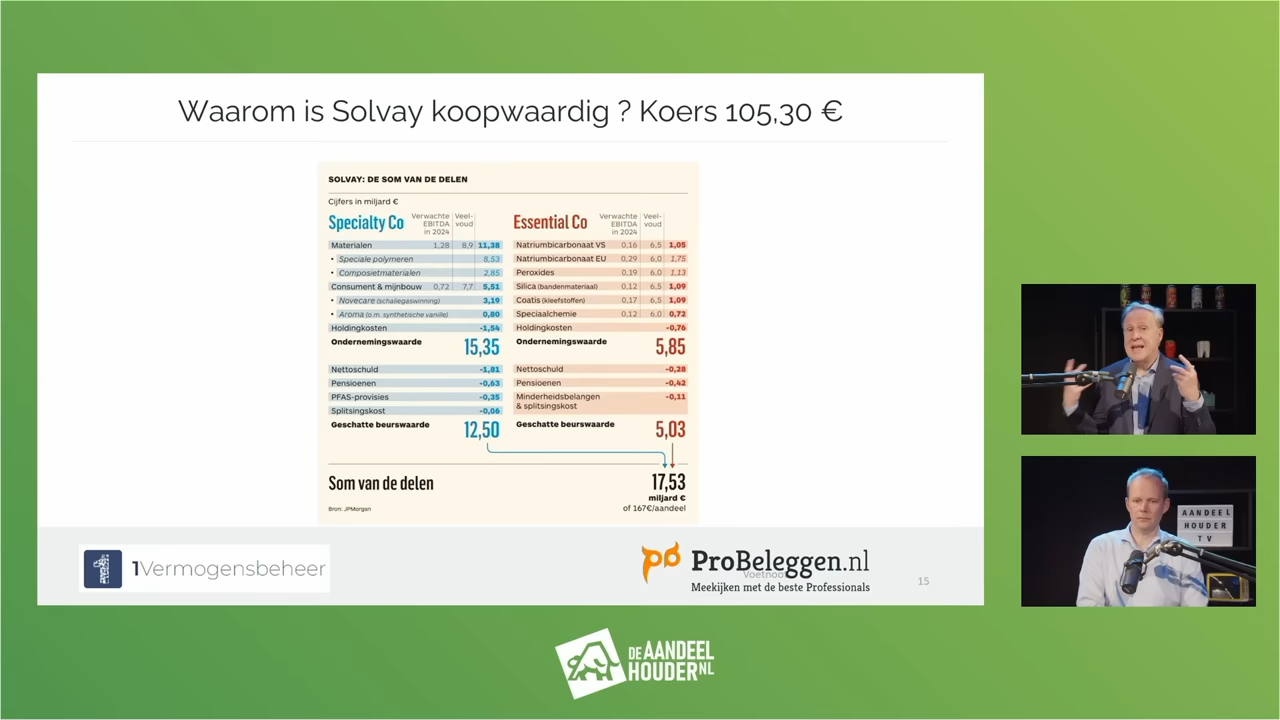 Waarom is Solvay koopwaardig ? Koers 105,30 €
SOLVAY: DE SOM VAN DE DELEN
Cijfers in miljard €
Specialty Co
Verwachte EBITDA in 2024
Veel-voud
Materialen 1,28 8,9 11,38
• Speciale polymeren 8,53
• Composietmaterialen 2,85
Consument & mijnbouw 0,72 7,7 5,51
• Novecare (schaliegaswinning) 3,19
• Aroma (o.m. synthetische vanille) 0,80
Holdingkosten -1,54
Ondernemingswaarde 15,35
Nettoschuld -1,81
Pensioenen -0,63
PFAS-provisies -0,35
Splitsingskost -0,06
Geschatte beurswaarde 12,50
Essential Co
Verwachte EBITDA in 2024
Veel-voud
Natriumbicarbonaat VS 0,16 6,5 1,05
Natriumbicarbonaat EU 0,29 6,0 1,75
Peroxides 0,19 6,0 1,13
Silica (bandenmateriaal) 0,12 6,5 1,09
Coatis (kleefstoffen) 0,17 6,5 1,09
Speciaalchemie 0,12 6,0 0,72
Holdingkosten -0,76
Ondernemingswaarde 5,85
Nettoschuld -0,28
Pensioenen -0,42
Minderheidsbelangen -0,11
& splitsingskost
Geschatte beurswaarde 5,03
Som van de delen 17,53
miljard €
of 167€/aandeel
Bron: JPMorgan
1Vermogensbeheer
ProBeleggen.nl
Meekijken met de beste Professionals
15
AANDEEL
HOUDER
TV
DE AANDEEL
HOUDER NL